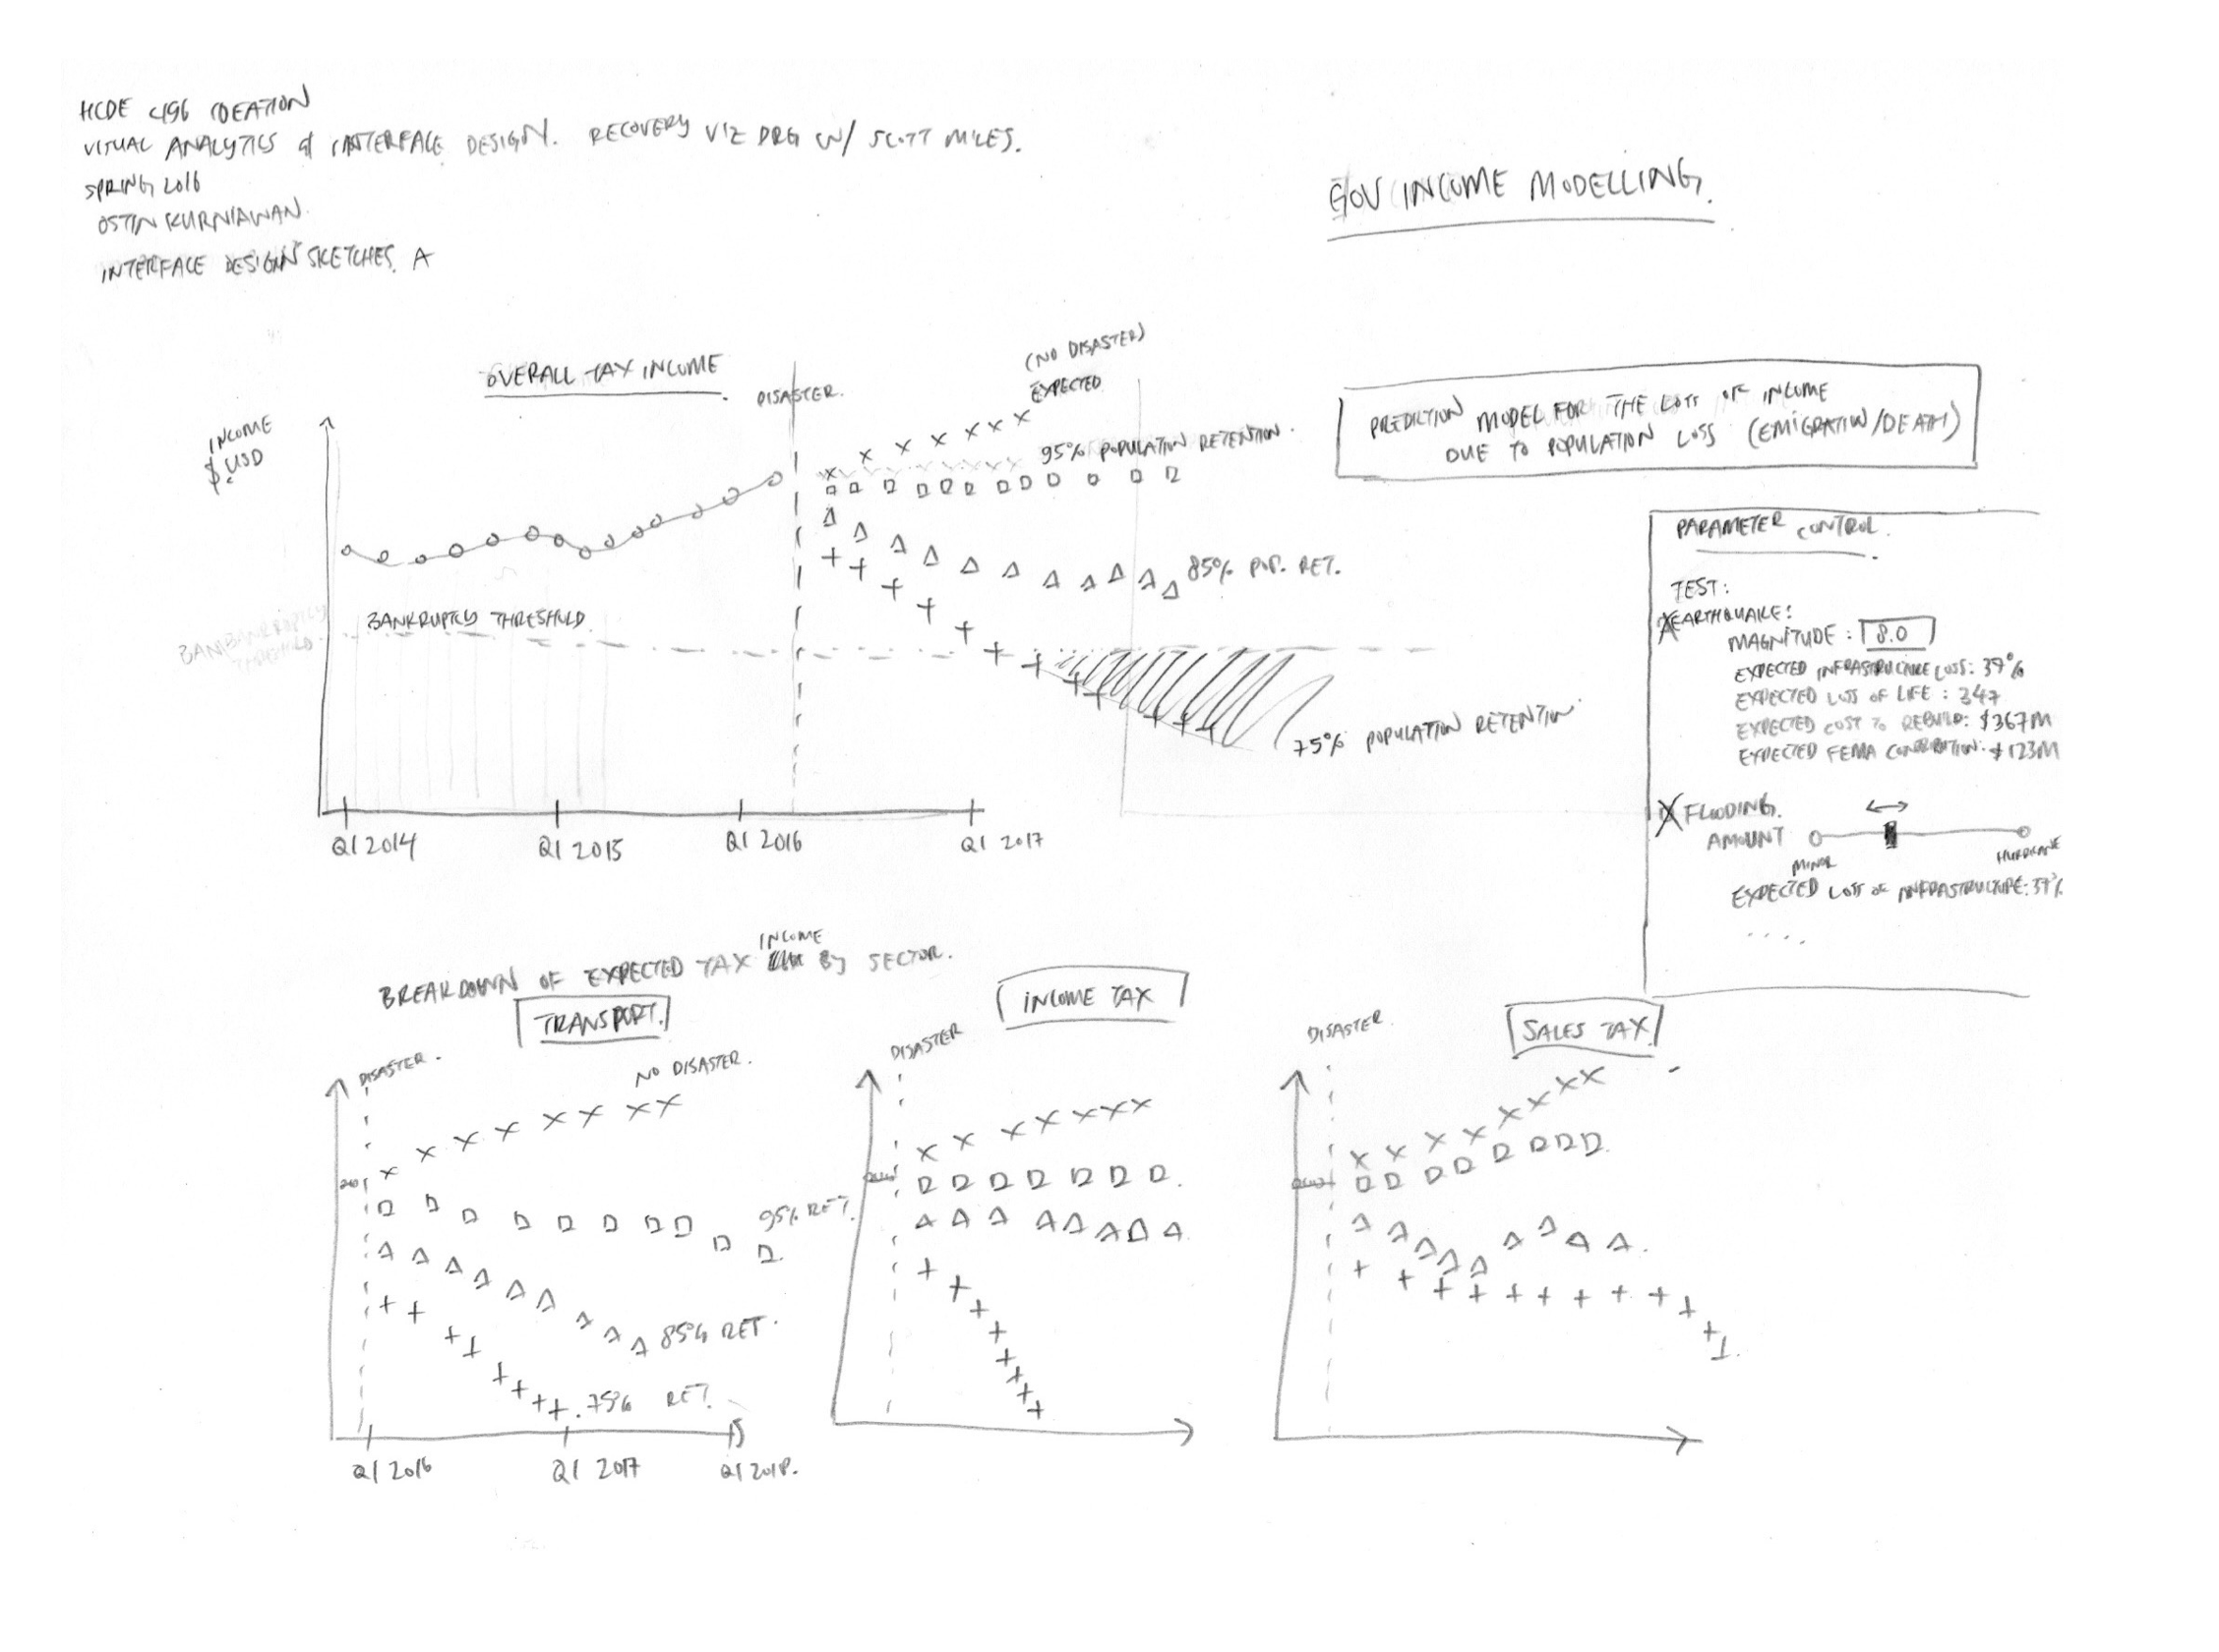 HCDE 496 IDEATION
VISUAL ANALYTICS & INTERFACE DESIGN. RECOVERY VIZ DRG W/ SCOTT MILES.
SPRING 2016
OSTIN KURNIAWAN.
INTERFACE DESIGN SKETCHES. A
GOV INCOME MODELLING.
OVERALL TAX INCOME.
DISASTER.
(NO DISASTER)
EXPECTED
INCOME
$ USD
95% POPULATION RETENTION.
85% POP. RET.
BANKRUPTCY THRESHOLD.
BANKRUPTCY
THRESHOLD
75% POPULATION RETENTION
Q1 2014
Q1 2015
Q1 2016
Q1 2017
PREDICTION MODEL FOR THE LOSS OF INCOME
DUE TO POPULATION LOSS (EMIGRATION/DEATH)
PARAMETER CONTROL.
TEST:
EARTHQUAKE:
MAGNITUDE: 8.0
EXPECTED INFRASTRUCTURE LOSS: 37%
EXPECTED LOSS OF LIFE: 347
EXPECTED COST TO REBUILD: $367M
EXPECTED FEMA CONTRIBUTION: $123M
X FLOODING.
AMOUNT
MINOR
HURRICANE
EXPECTED LOSS OF INFRASTRUCTURE: 37%
. . . .
BREAKDOWN OF EXPECTED TAX INCOME BY SECTOR.
TRANSPORT.
DISASTER.
NO DISASTER.
95% RET.
85% RET.
75% RET.
Q1 2016
Q1 2017
Q1 2018.
INCOME TAX
DISASTER
SALES TAX
DISASTER.